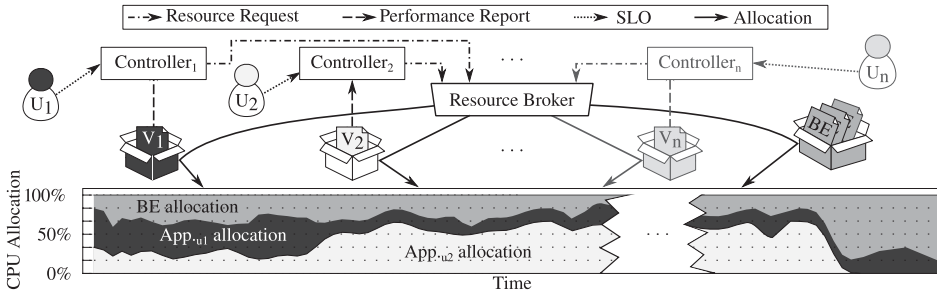 Resource Request Performance Report SLO Allocation
Controller1 Controller2 · · · Controllern
U1 U2 Un
Resource Broker
V1 V2 · · · Vn BE
CPU Allocation
100%
50%
0%
BE allocation
App.u1 allocation
App.u2 allocation
· · ·
Time